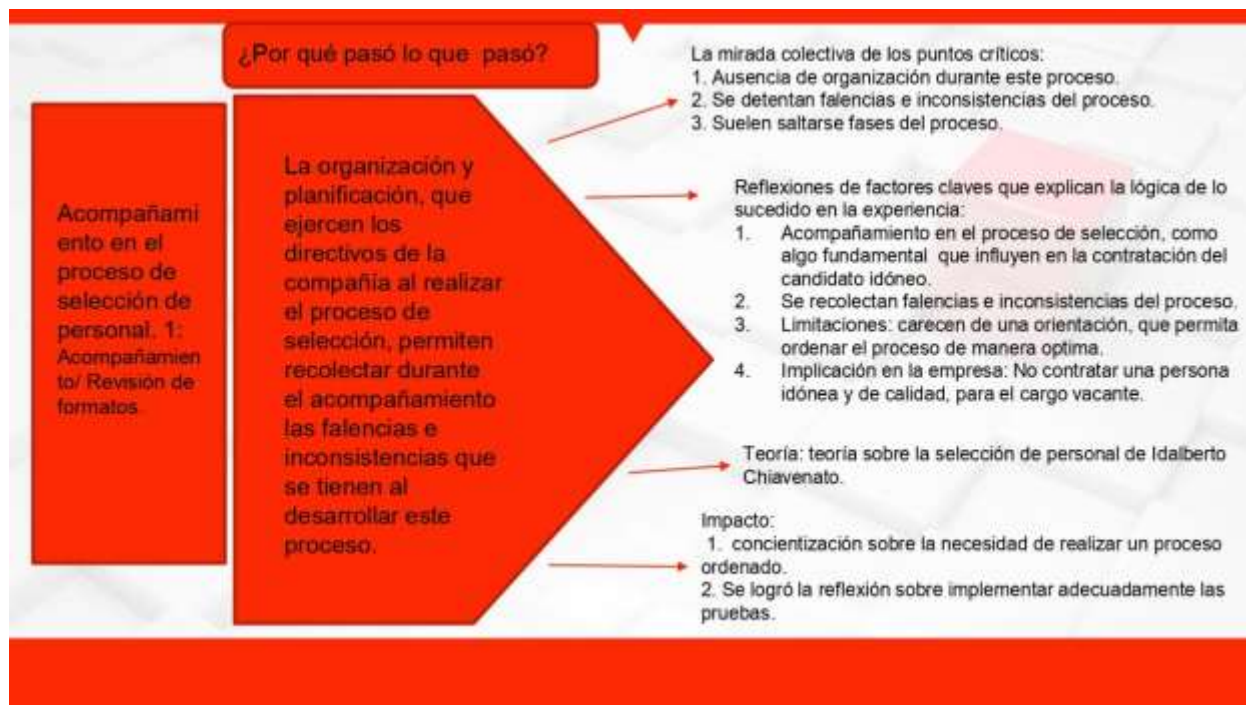 ¿Por qué pasó lo que pasó?
Acompañami
ento en el
proceso de
selección de
personal. 1:
Acompañamien
to/ Revisión de
formatos.
La organización y
planificación, que
ejercen los
directivos de la
compañía al realizar
el proceso de
selección, permiten
recolectar durante
el acompañamiento
las falencias e
inconsistencias que
se tienen al
desarrollar este
proceso.
La mirada colectiva de los puntos críticos:
1. Ausencia de organización durante este proceso.
2. Se detentan falencias e inconsistencias del proceso.
3. Suelen saltarse fases del proceso.
Reflexiones de factores claves que explican la lógica de lo
sucedido en la experiencia:
1. Acompañamiento en el proceso de selección, como
algo fundamental que influyen en la contratación del
candidato idóneo.
2. Se recolectan falencias e inconsistencias del proceso.
3. Limitaciones: carecen de una orientación, que permita
ordenar el proceso de manera optima.
4. Implicación en la empresa: No contratar una persona
idónea y de calidad, para el cargo vacante.
Teoría: teoría sobre la selección de personal de Idalberto
Chiavenato.
Impacto:
1. concientización sobre la necesidad de realizar un proceso
ordenado.
2. Se logró la reflexión sobre implementar adecuadamente las
pruebas.